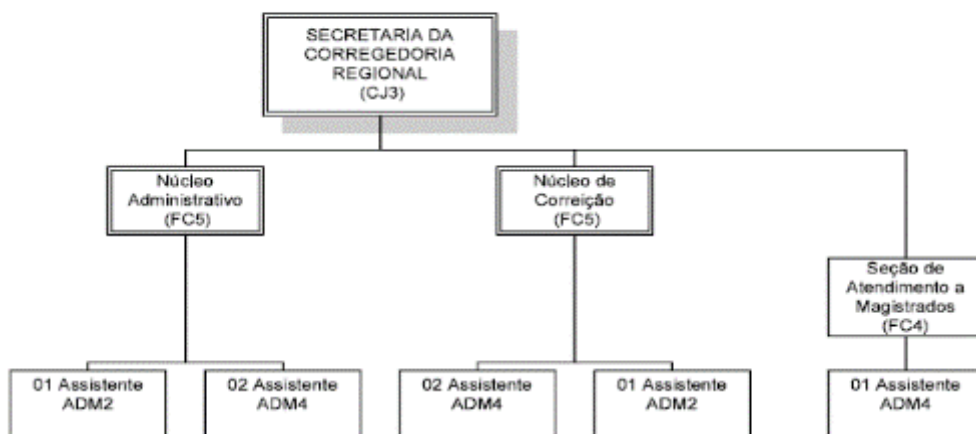 SECRETARIA DA
CORREGEDORIA
REGIONAL
(CJ3)
Núcleo
Administrativo
(FC5)
Núcleo de
Correição
(FC5)
Seção de
Atendimento a
Magistrados
(FC4)
01 Assistente
ADM2
02 Assistente
ADM4
02 Assistente
ADM4
01 Assistente
ADM2
01 Assistente
ADM4